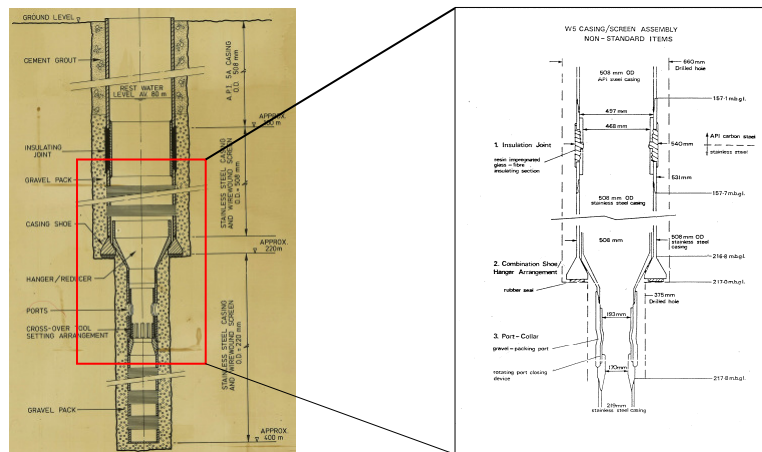 GROUND LEVEL
CEMENT GROUT
REST WATER
LEVEL AV. 80 m
A.P.I. 5A CASING
O.D. 508 mm
APPROX.
INSULATING
JOINT
GRAVEL PACK
STAINLESS STEEL CASING
AND WIREWOUND SCREEN
O.D. = 508 mm
CASING SHOE
APPROX.
220m
HANGER/REDUCER
PORTS
CROSS-OVER TOOL
SETTING ARRANGEMENT
STAINLESS STEEL CASING
AND WIREWOUND SCREEN
O.D. = 220 mm
GRAVEL PACK
APPROX.
400 m
W5 CASING/SCREEN ASSEMBLY
NON-STANDARD ITEMS
660mm
Drilled hole
508 mm OD
API steel casing
157·1 m.b.g.l.
497 mm
468 mm
1. Insulation Joint
resin impregnated
glass-fibre
insulating section
540mm
API carbon steel
stainless steel
531mm
157·7 m.b.g.l.
508 mm OD
stainless steel casing
508 mm
508 mm OD
stainless steel
casing
216·8 m.b.g.l.
2. Combination Shoe/
Hanger Arrangement
rubber seal
217·0 m.b.g.l.
375mm
Drilled hole
193mm
3. Port-Collar
gravel-packing port
rotating port closing
device
170mm
217·8 m.b.g.l.
219mm
stainless steel casing